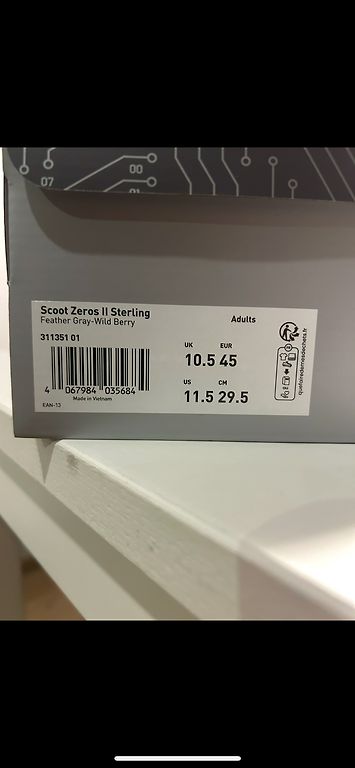 07
00
01
Scoot Zeros II Sterling
Feather Gray-Wild Berry
Adults
311351 01
UK EUR
10.5 45
US CM
11.5 29.5
4 067984 035684
Made in Vietnam
EAN-13
quefairedemesdechets.fr